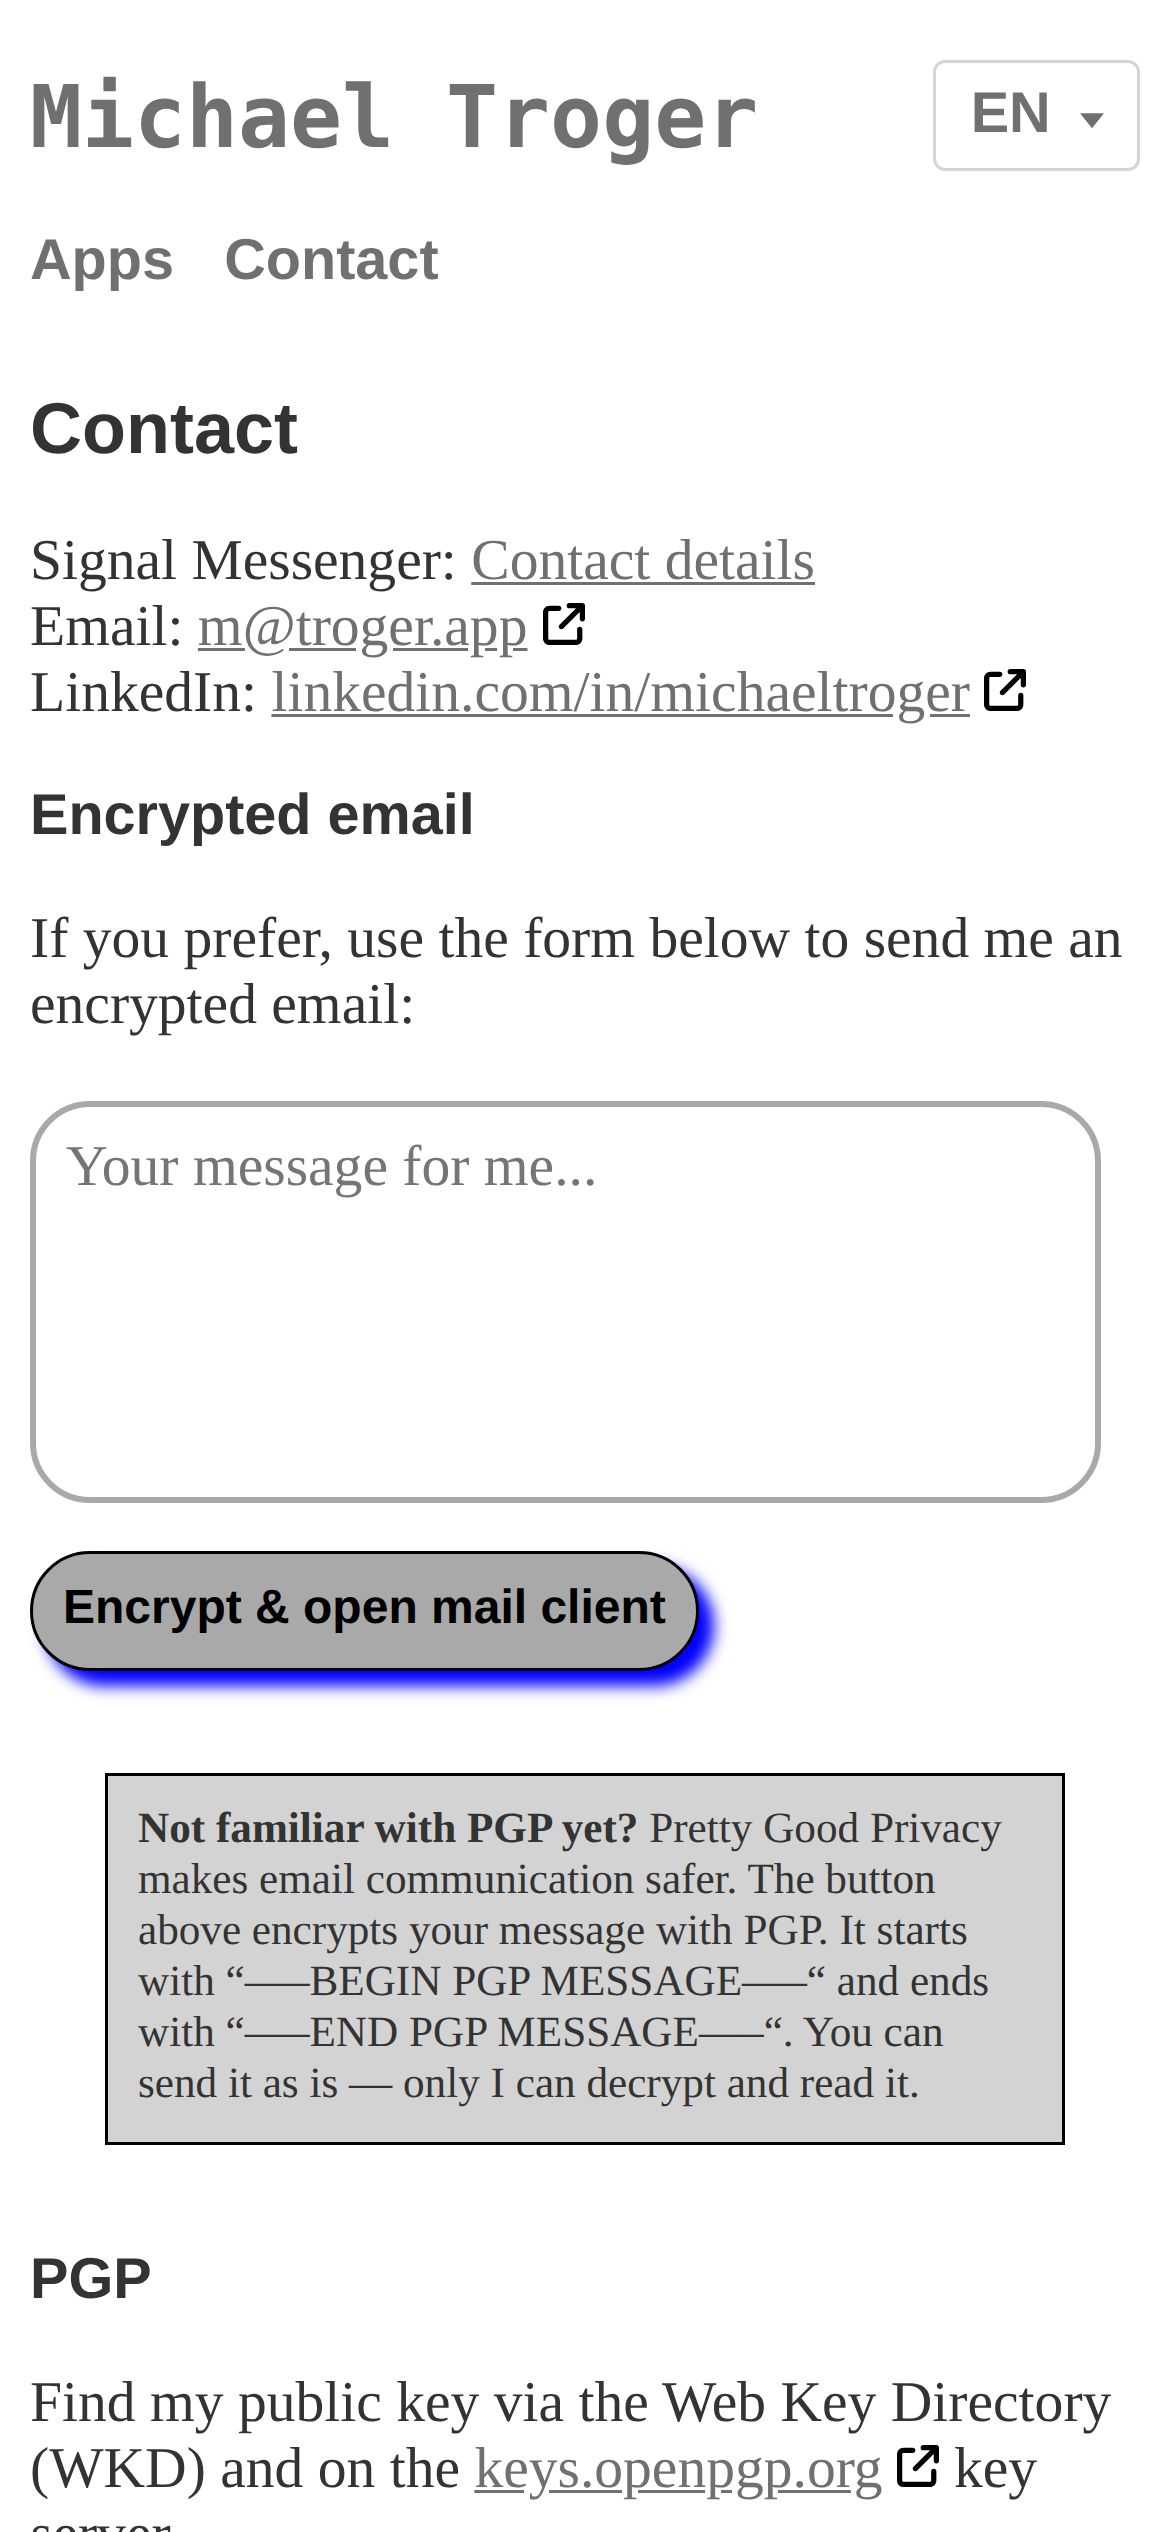 Michael Troger
EN
Apps Contact
Contact
Signal Messenger: Contact details
Email: m@troger.app
LinkedIn: linkedin.com/in/michaeltroger
Encrypted email
If you prefer, use the form below to send me an
encrypted email:
Your message for me...
Encrypt & open mail client
Not familiar with PGP yet? Pretty Good Privacy
makes email communication safer. The button
above encrypts your message with PGP. It starts
with “—–BEGIN PGP MESSAGE—–“ and ends
with “—–END PGP MESSAGE—–“. You can
send it as is — only I can decrypt and read it.
PGP
Find my public key via the Web Key Directory
(WKD) and on the keys.openpgp.org key
server